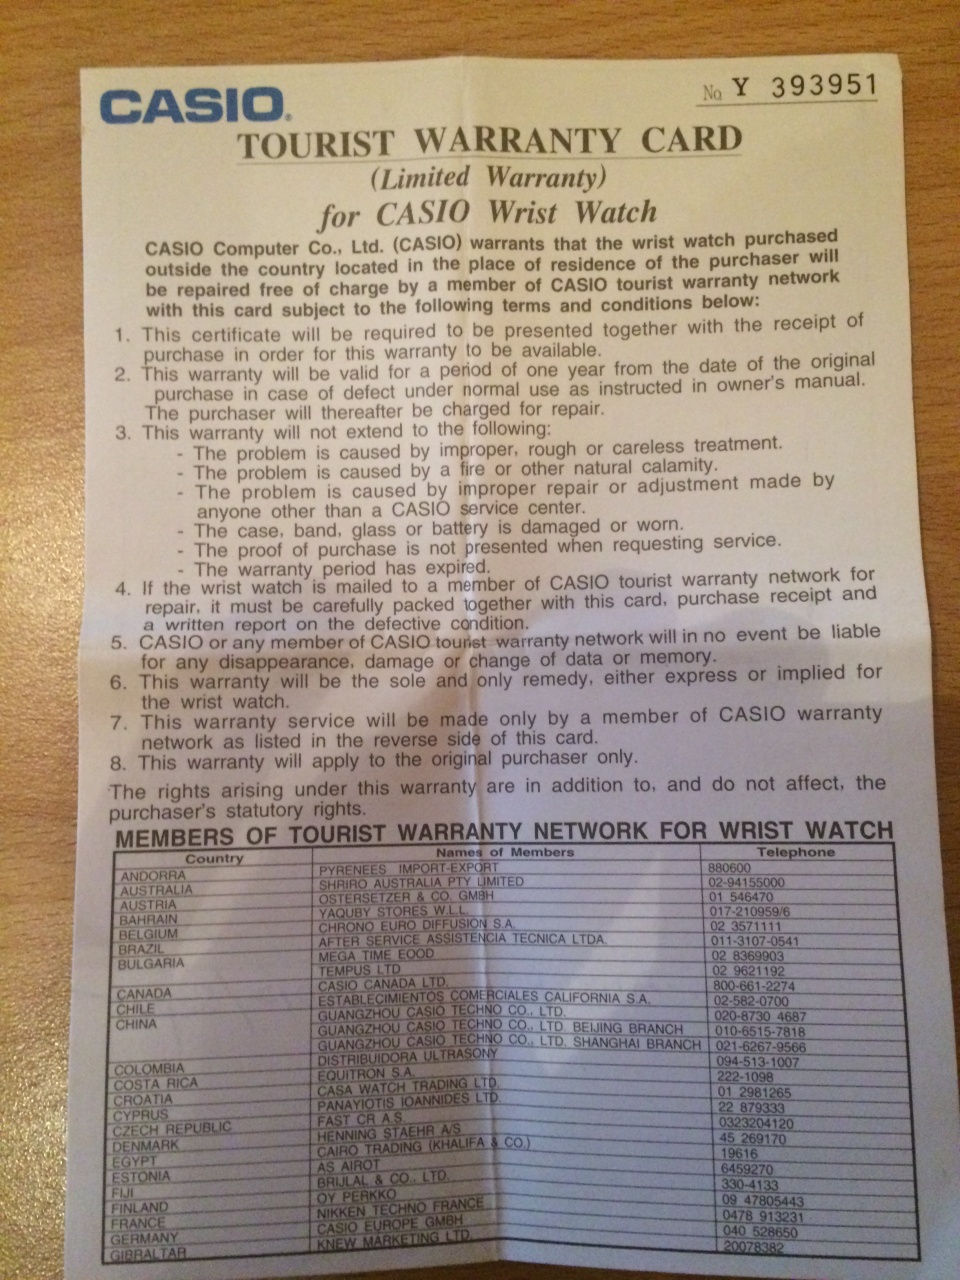 CASIO®
No Y 393951
TOURIST WARRANTY CARD
(Limited Warranty)
for CASIO Wrist Watch
CASIO Computer Co., Ltd. (CASIO) warrants that the wrist watch purchased
outside the country located in the place of residence of the purchaser will
be repaired free of charge by a member of CASIO tourist warranty network
with this card subject to the following terms and conditions below:
1. This certificate will be required to be presented together with the receipt of
purchase in order for this warranty to be available.
2. This warranty will be valid for a period of one year from the date of the original
purchase in case of defect under normal use as instructed in owner's manual.
The purchaser will thereafter be charged for repair.
3. This warranty will not extend to the following:
- The problem is caused by improper, rough or careless treatment.
- The problem is caused by a fire or other natural calamity.
- The problem is caused by improper repair or adjustment made by
anyone other than a CASIO service center.
- The case, band, glass or battery is damaged or worn.
- The proof of purchase is not presented when requesting service.
- The warranty period has expired.
4. If the wrist watch is mailed to a member of CASIO tourist warranty network for
repair, it must be carefully packed together with this card, purchase receipt and
a written report on the defective condition.
5. CASIO or any member of CASIO tourist warranty network will in no event be liable
for any disappearance, damage or change of data or memory.
6. This warranty will be the sole and only remedy, either express or implied for
the wrist watch.
7. This warranty service will be made only by a member of CASIO warranty
network as listed in the reverse side of this card.
8. This warranty will apply to the original purchaser only.
The rights arising under this warranty are in addition to, and do not affect, the
purchaser's statutory rights.
MEMBERS OF TOURIST WARRANTY NETWORK FOR WRIST WATCH
Country Names of Members Telephone
ANDORRA PYRENEES IMPORT-EXPORT 880600
AUSTRALIA SHRIRO AUSTRALIA PTY LIMITED 02-94155000
AUSTRIA OSTERSETZER & CO. GMBH 01 546470
BAHRAIN YAQUBY STORES W.L.L. 017-210959/6
BELGIUM CHRONO EURO DIFFUSION S.A. 02 3571111
BRAZIL AFTER SERVICE ASSISTENCIA TECNICA LTDA. 011-3107-0541
BULGARIA MEGA TIME EOOD 02 8369903
TEMPUS LTD 02 9621192
CANADA CASIO CANADA LTD. 800-661-2274
CHILE ESTABLECIMIENTOS COMERCIALES CALIFORNIA S.A. 02-582-0700
CHINA GUANGZHOU CASIO TECHNO CO., LTD. 020-8730 4687
GUANGZHOU CASIO TECHNO CO., LTD. BEIJING BRANCH 010-6515-7818
GUANGZHOU CASIO TECHNO CO., LTD. SHANGHAI BRANCH 021-6267-9566
COLOMBIA DISTRIBUIDORA ULTRASONY 094-513-1007
COSTA RICA EQUITRON S.A. 222-1098
CROATIA CASA WATCH TRADING LTD. 01 2981265
CYPRUS PANAYIOTIS IOANNIDES LTD. 22 879333
CZECH REPUBLIC FAST CR A.S 0323204120
DENMARK HENNING STAEHR A/S 45 269170
EGYPT CAIRO TRADING (KHALIFA & CO.) 19616
ESTONIA AS AIROT 6459270
FIJI BRIJLAL & CO., LTD. 330-4133
FINLAND OY PERKKO 09 47805443
FRANCE NIKKEN TECHNO FRANCE 0478 913231
GERMANY CASIO EUROPE GMBH 040 528650
GIBRALTAR KNEW MARKETING LTD. 20078382